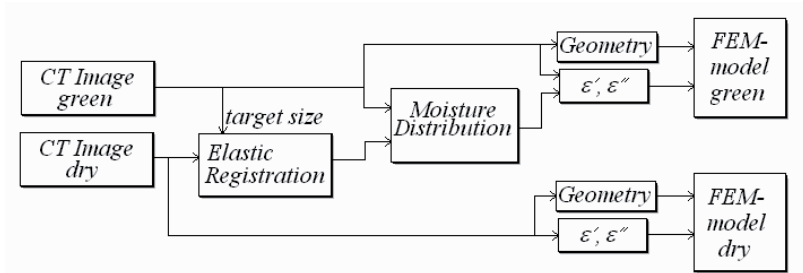 CT Image
green
target size
CT Image
dry
Elastic
Registration
Moisture
Distribution
Geometry
ε′, ε″
FEM-
model
green
Geometry
ε′, ε″
FEM-
model
dry